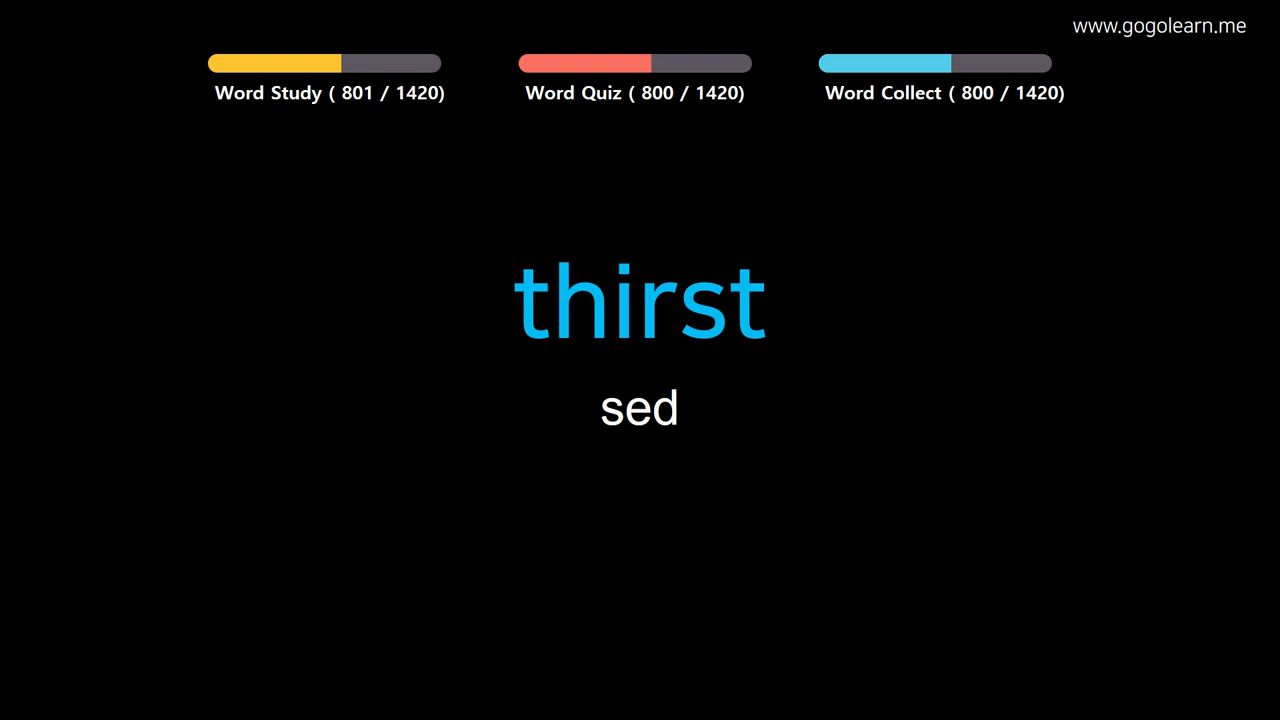 www.gogolearn.me
Word Study ( 801 / 1420)
Word Quiz ( 800 / 1420)
Word Collect ( 800 / 1420)
thirst
sed